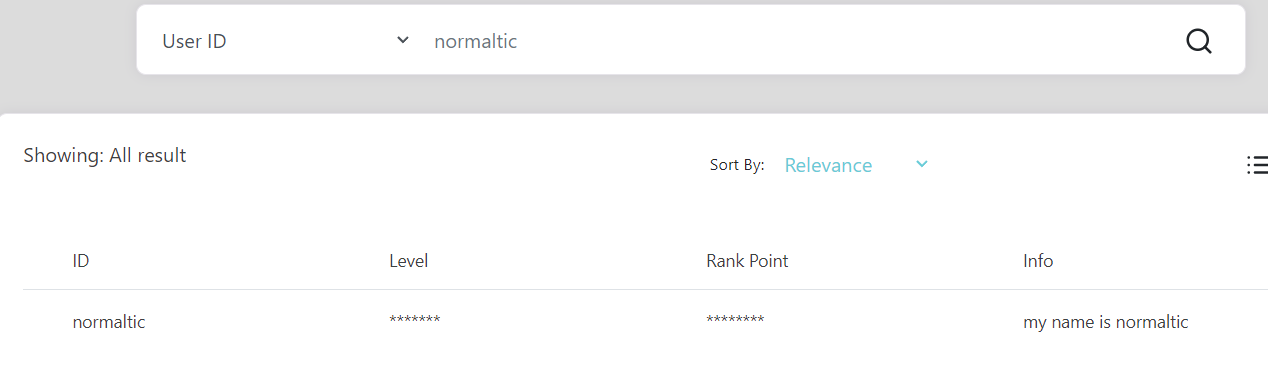 User ID normaltic
Showing: All result
Sort By: Relevance
ID Level Rank Point Info
normaltic ******* ******** my name is normaltic